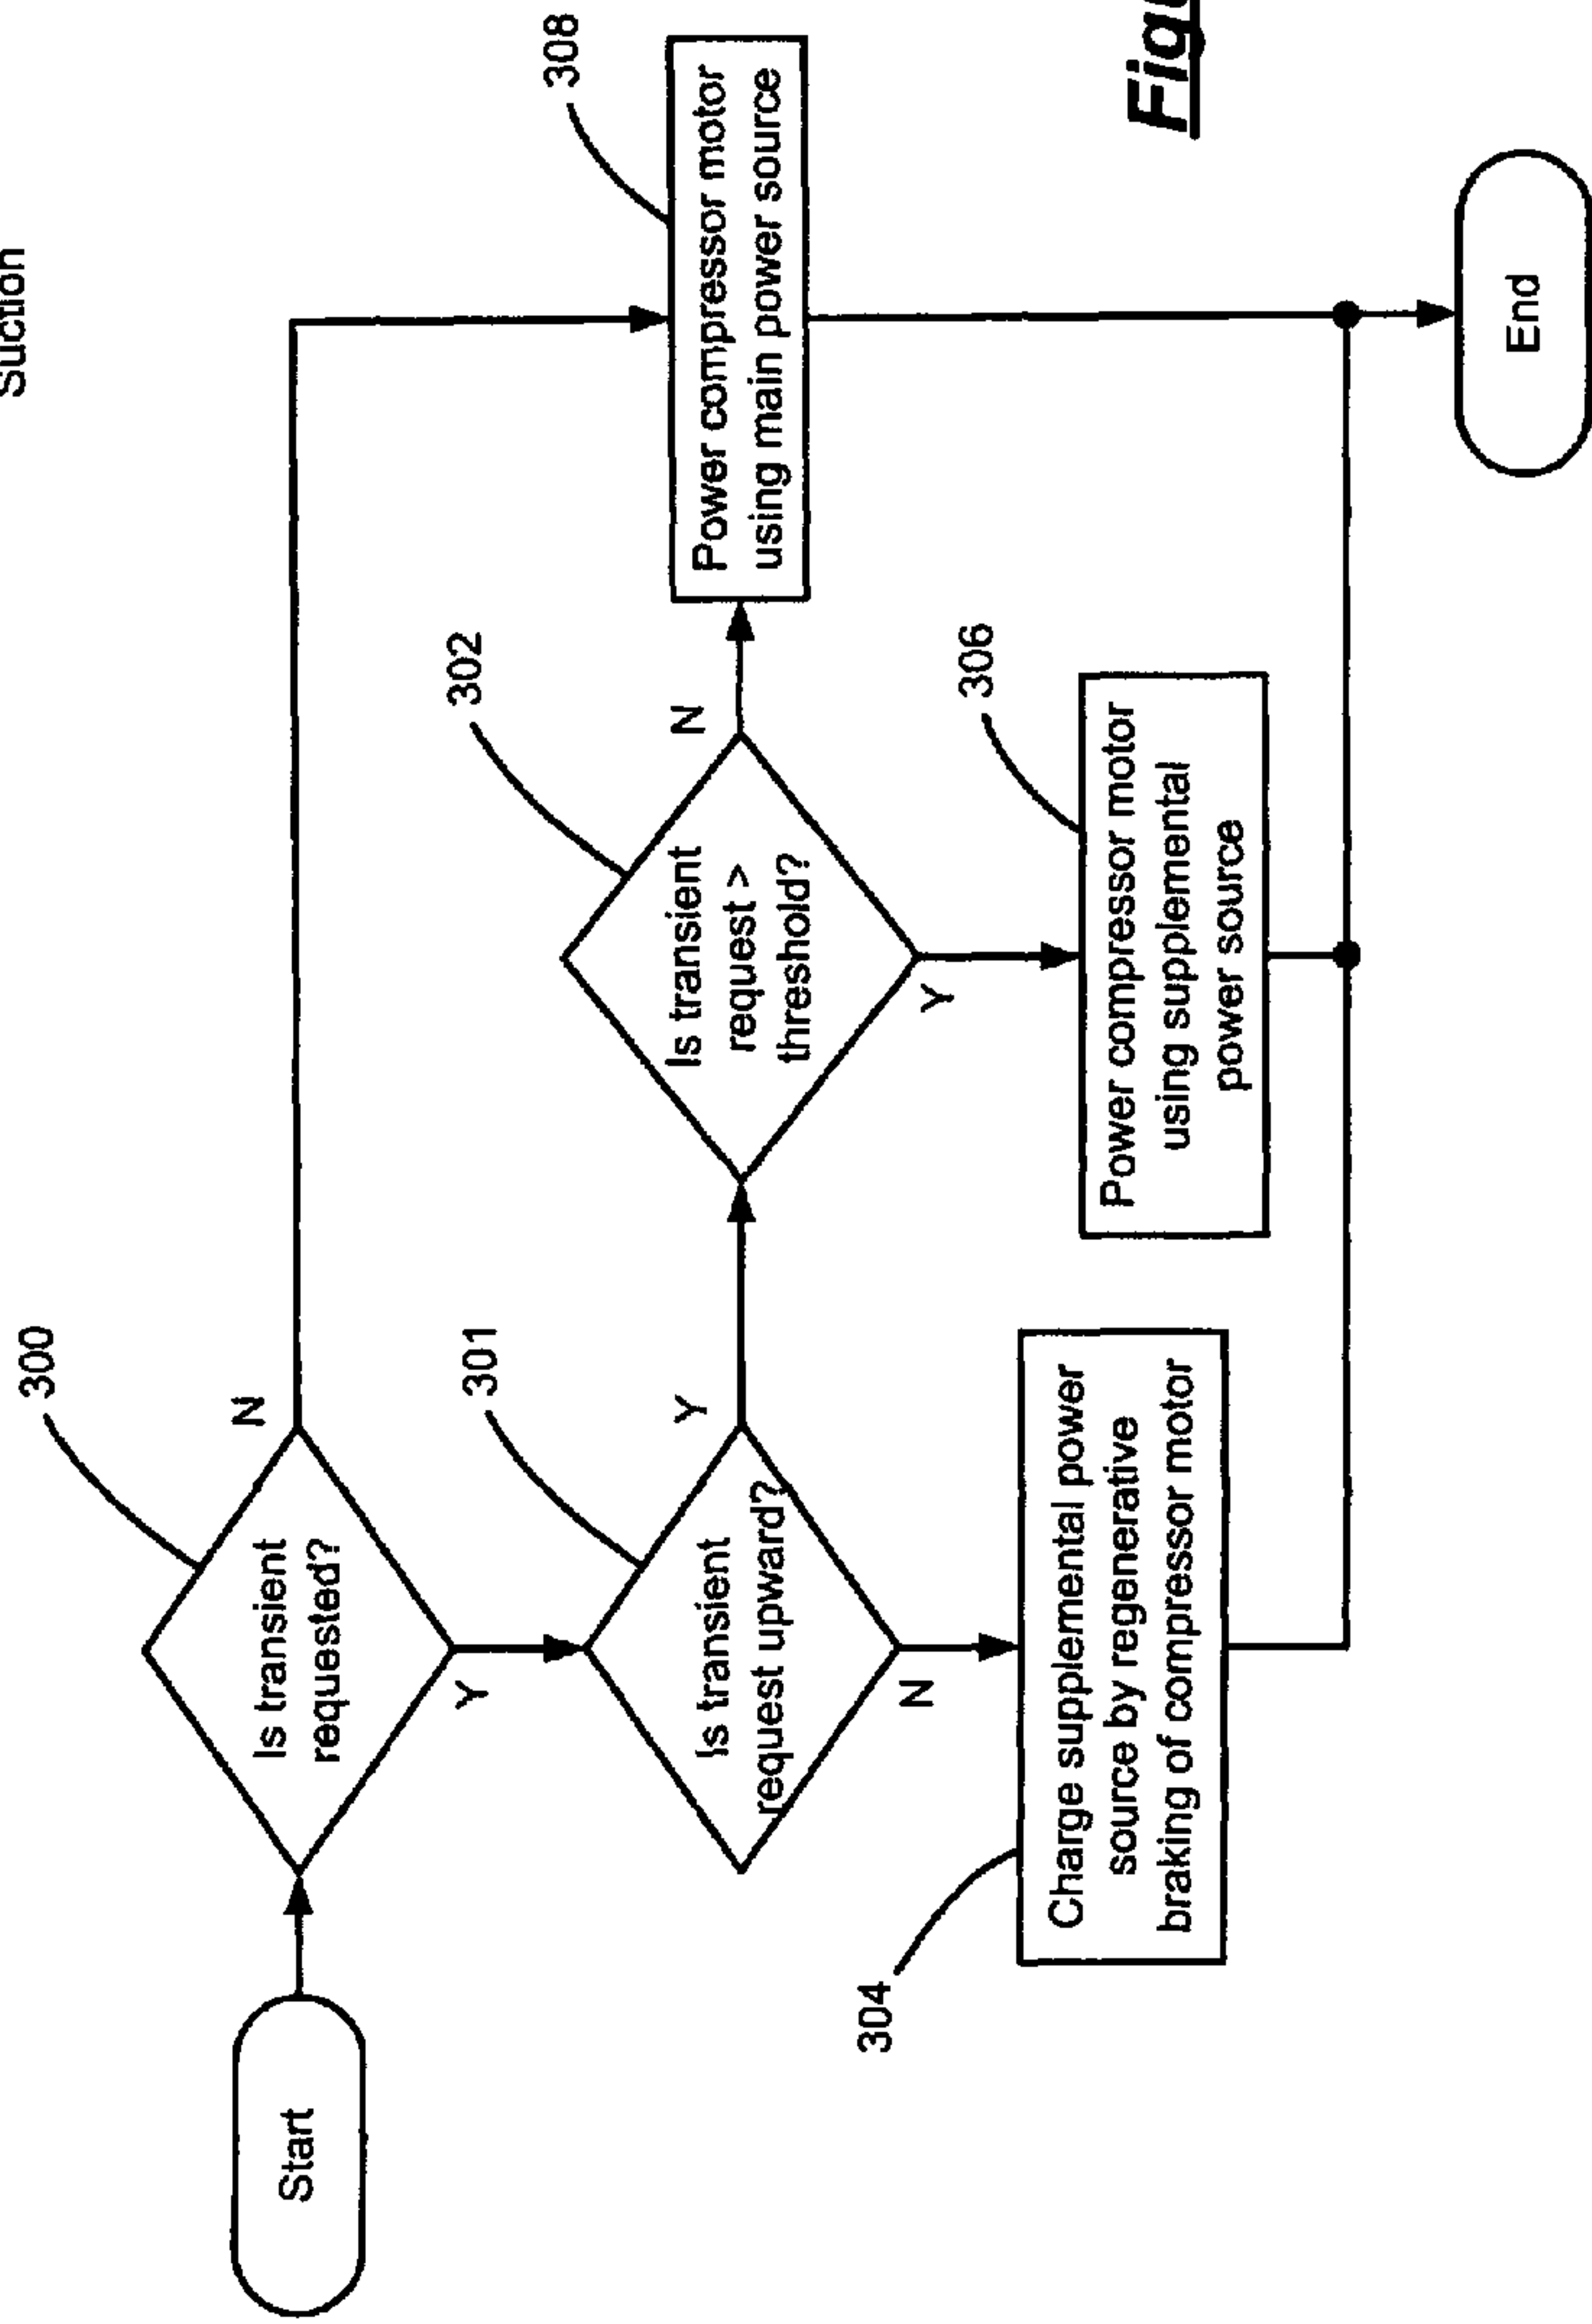 Suction
Start
300
Is transient
requested?
N
Y
301
Is transient
request upward?
Y
N
302
Is transient
request >
threshold?
N
Y
308
Power compressor motor
using main power source
304
Charge supplemental power
source by regenerative
braking of compressor motor
306
Power compressor motor
using supplemental
power source
End